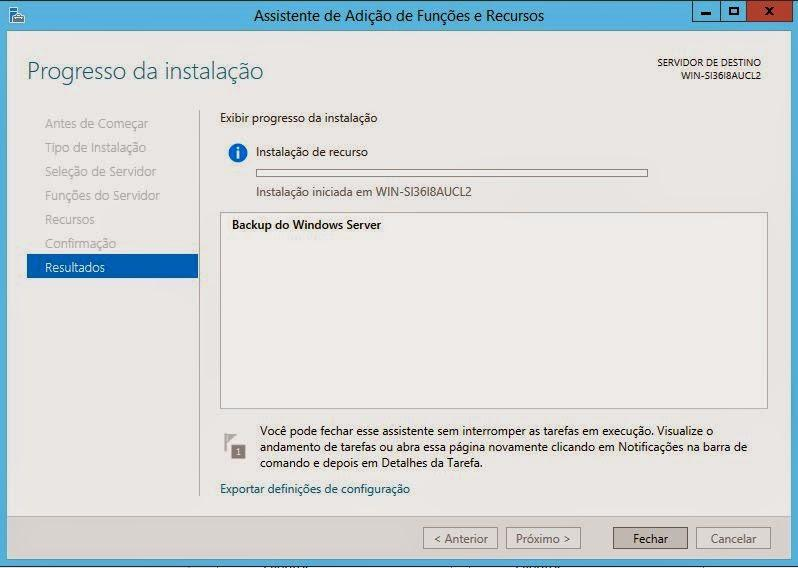 Assistente de Adição de Funções e Recursos
Progresso da instalação
SERVIDOR DE DESTINO
WIN-SI36I8AUCL2
Antes de Começar
Tipo de Instalação
Seleção de Servidor
Funções do Servidor
Recursos
Confirmação
Resultados
Exibir progresso da instalação
Instalação de recurso
Instalação iniciada em WIN-SI36I8AUCL2
Backup do Windows Server
1
Você pode fechar esse assistente sem interromper as tarefas em execução. Visualize o
andamento de tarefas ou abra essa página novamente clicando em Notificações na barra de
comando e depois em Detalhes da Tarefa.
Exportar definições de configuração
< Anterior
Próximo >
Fechar
Cancelar